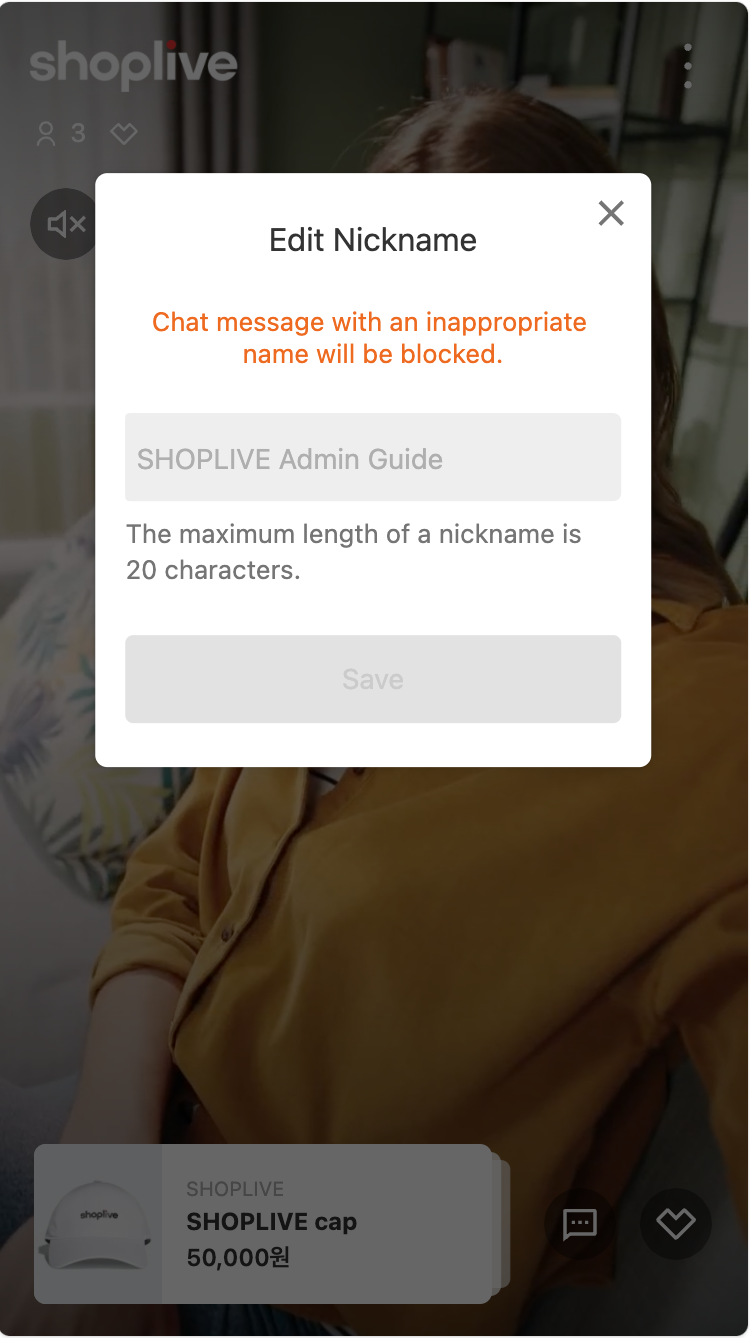 shoplive
3
Edit Nickname
Chat message with an inappropriate
name will be blocked.
SHOPLIVE Admin Guide
The maximum length of a nickname is
20 characters.
Save
shoplive
SHOPLIVE
SHOPLIVE cap
50,000원